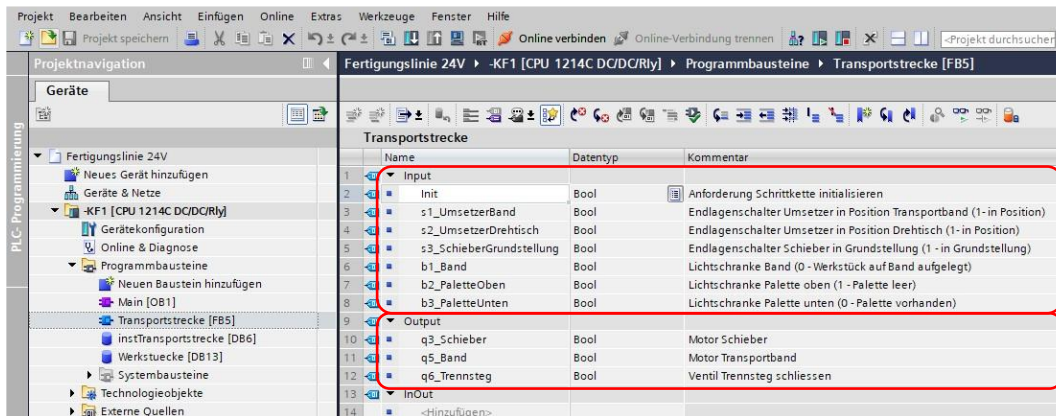 Projekt Bearbeiten Ansicht Einfügen Online Extras Werkzeuge Fenster Hilfe
Projekt speichern Online verbinden Online-Verbindung trennen <Projekt durchsuchen
Projektnavigation
Fertigungslinie 24V -KF1 [CPU 1214C DC/DC/Rly] Programmbausteine Transportstrecke [FB5]
Geräte
PLC-Programmierung
Fertigungslinie 24V
Neues Gerät hinzufügen
Geräte & Netze
-KF1 [CPU 1214C DC/DC/Rly]
Gerätekonfiguration
Online & Diagnose
Programmbausteine
Neuen Baustein hinzufügen
Main [OB1]
Transportstrecke [FB5]
instTransportstrecke [DB6]
Werkstuecke [DB13]
Systembausteine
Technologieobjekte
Externe Quellen
Transportstrecke
Name Datentyp Kommentar
1 Input
2 Init Bool Anforderung Schrittkette initialisieren
3 s1_UmsetzerBand Bool Endlagenschalter Umsetzer in Position Transportband (1- in Position)
4 s2_UmsetzerDrehtisch Bool Endlagenschalter Umsetzer in Position Drehtisch (1- in Position)
5 s3_SchieberGrundstellung Bool Endlagenschalter Schieber in Grundstellung (1 - in Grundstellung)
6 b1_Band Bool Lichtschranke Band (0 - Werkstück auf Band aufgelegt)
7 b2_PaletteOben Bool Lichtschranke Palette oben (1 - Palette leer)
8 b3_PaletteUnten Bool Lichtschranke Palette unten (0 - Palette vorhanden)
9 Output
10 q3_Schieber Bool Motor Schieber
11 q5_Band Bool Motor Transportband
12 q6_Trennsteg Bool Ventil Trennsteg schliessen
13 InOut
14 <Hinzufügen>